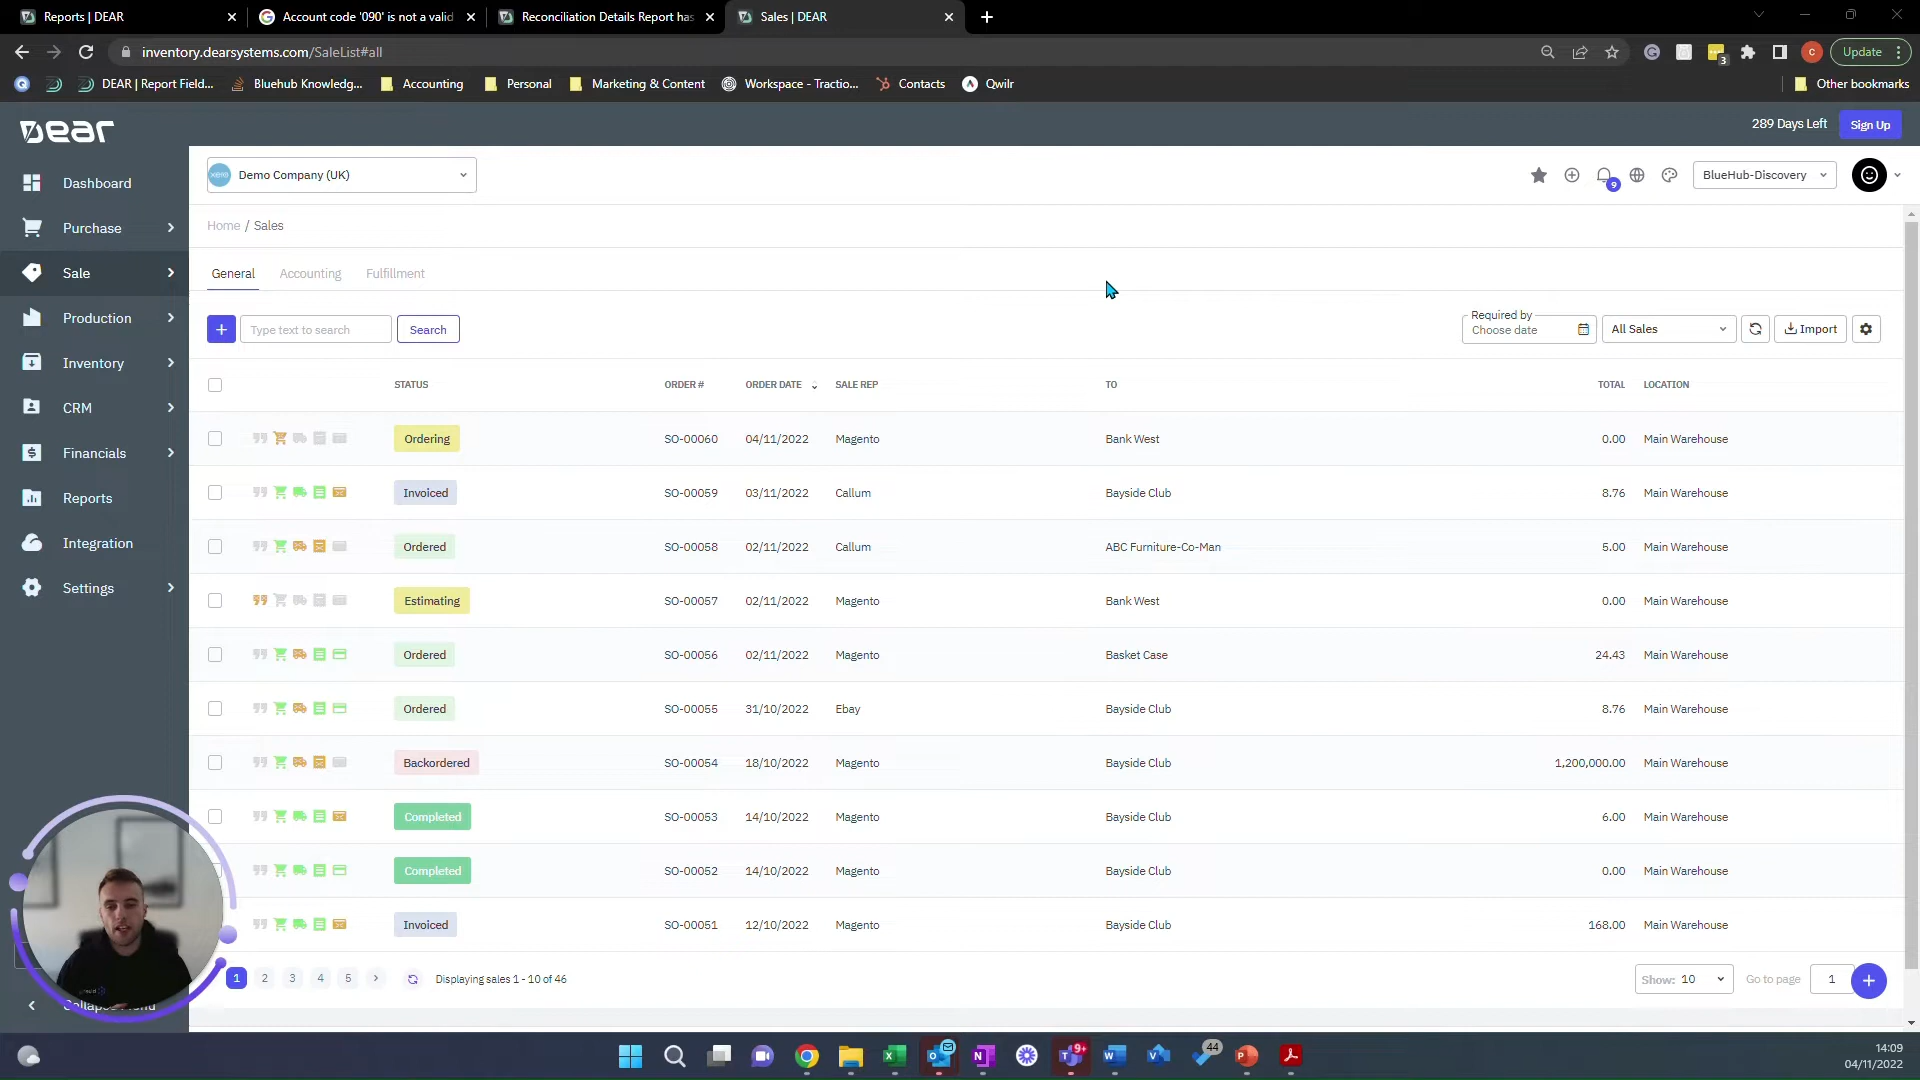 Reports | DEAR
Account code '090' is not a valid
Reconciliation Details Report has
Sales | DEAR
inventory.dearsystems.com/SaleList#all
3
c
Update
DEAR | Report Field...
Bluehub Knowledg...
Accounting
Personal
Marketing & Content
Workspace - Tractio...
Contacts
Qwilr
Other bookmarks
Dear
289 Days Left
Sign Up
Dashboard
Purchase
Sale
Production
Inventory
CRM
Financials
Reports
Integration
Settings
xero
Demo Company (UK)
9
BlueHub-Discovery
Home / Sales
General
Accounting
Fulfillment
+
Type text to search
Search
Required by
Choose date
All Sales
Import
STATUS ORDER # ORDER DATE SALE REP TO TOTAL LOCATION
Ordering SO-00060 04/11/2022 Magento Bank West 0.00 Main Warehouse
Invoiced SO-00059 03/11/2022 Callum Bayside Club 8.76 Main Warehouse
Ordered SO-00058 02/11/2022 Callum ABC Furniture-Co-Man 5.00 Main Warehouse
Estimating SO-00057 02/11/2022 Magento Bank West 0.00 Main Warehouse
Ordered SO-00056 02/11/2022 Magento Basket Case 24.43 Main Warehouse
Ordered SO-00055 31/10/2022 Ebay Bayside Club 8.76 Main Warehouse
Backordered SO-00054 18/10/2022 Magento Bayside Club 1,200,000.00 Main Warehouse
Completed SO-00053 14/10/2022 Magento Bayside Club 6.00 Main Warehouse
Completed SO-00052 14/10/2022 Magento Bayside Club 0.00 Main Warehouse
Invoiced SO-00051 12/10/2022 Magento Bayside Club 168.00 Main Warehouse
1 2 3 4 5
Displaying sales 1 - 10 of 46
Show: 10
Go to page 1
+
9+
44
14:09
04/11/2022